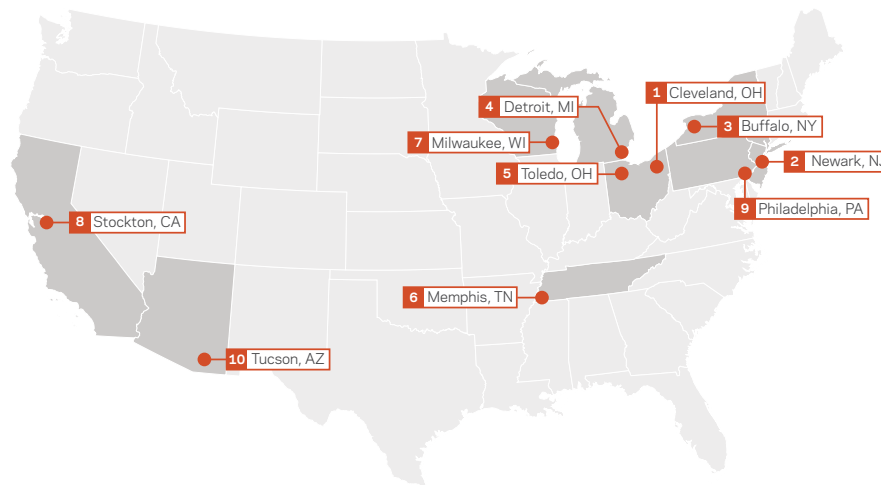 1 Cleveland, OH
4 Detroit, MI
3 Buffalo, NY
7 Milwaukee, WI
2 Newark, NJ
5 Toledo, OH
9 Philadelphia, PA
8 Stockton, CA
6 Memphis, TN
10 Tucson, AZ